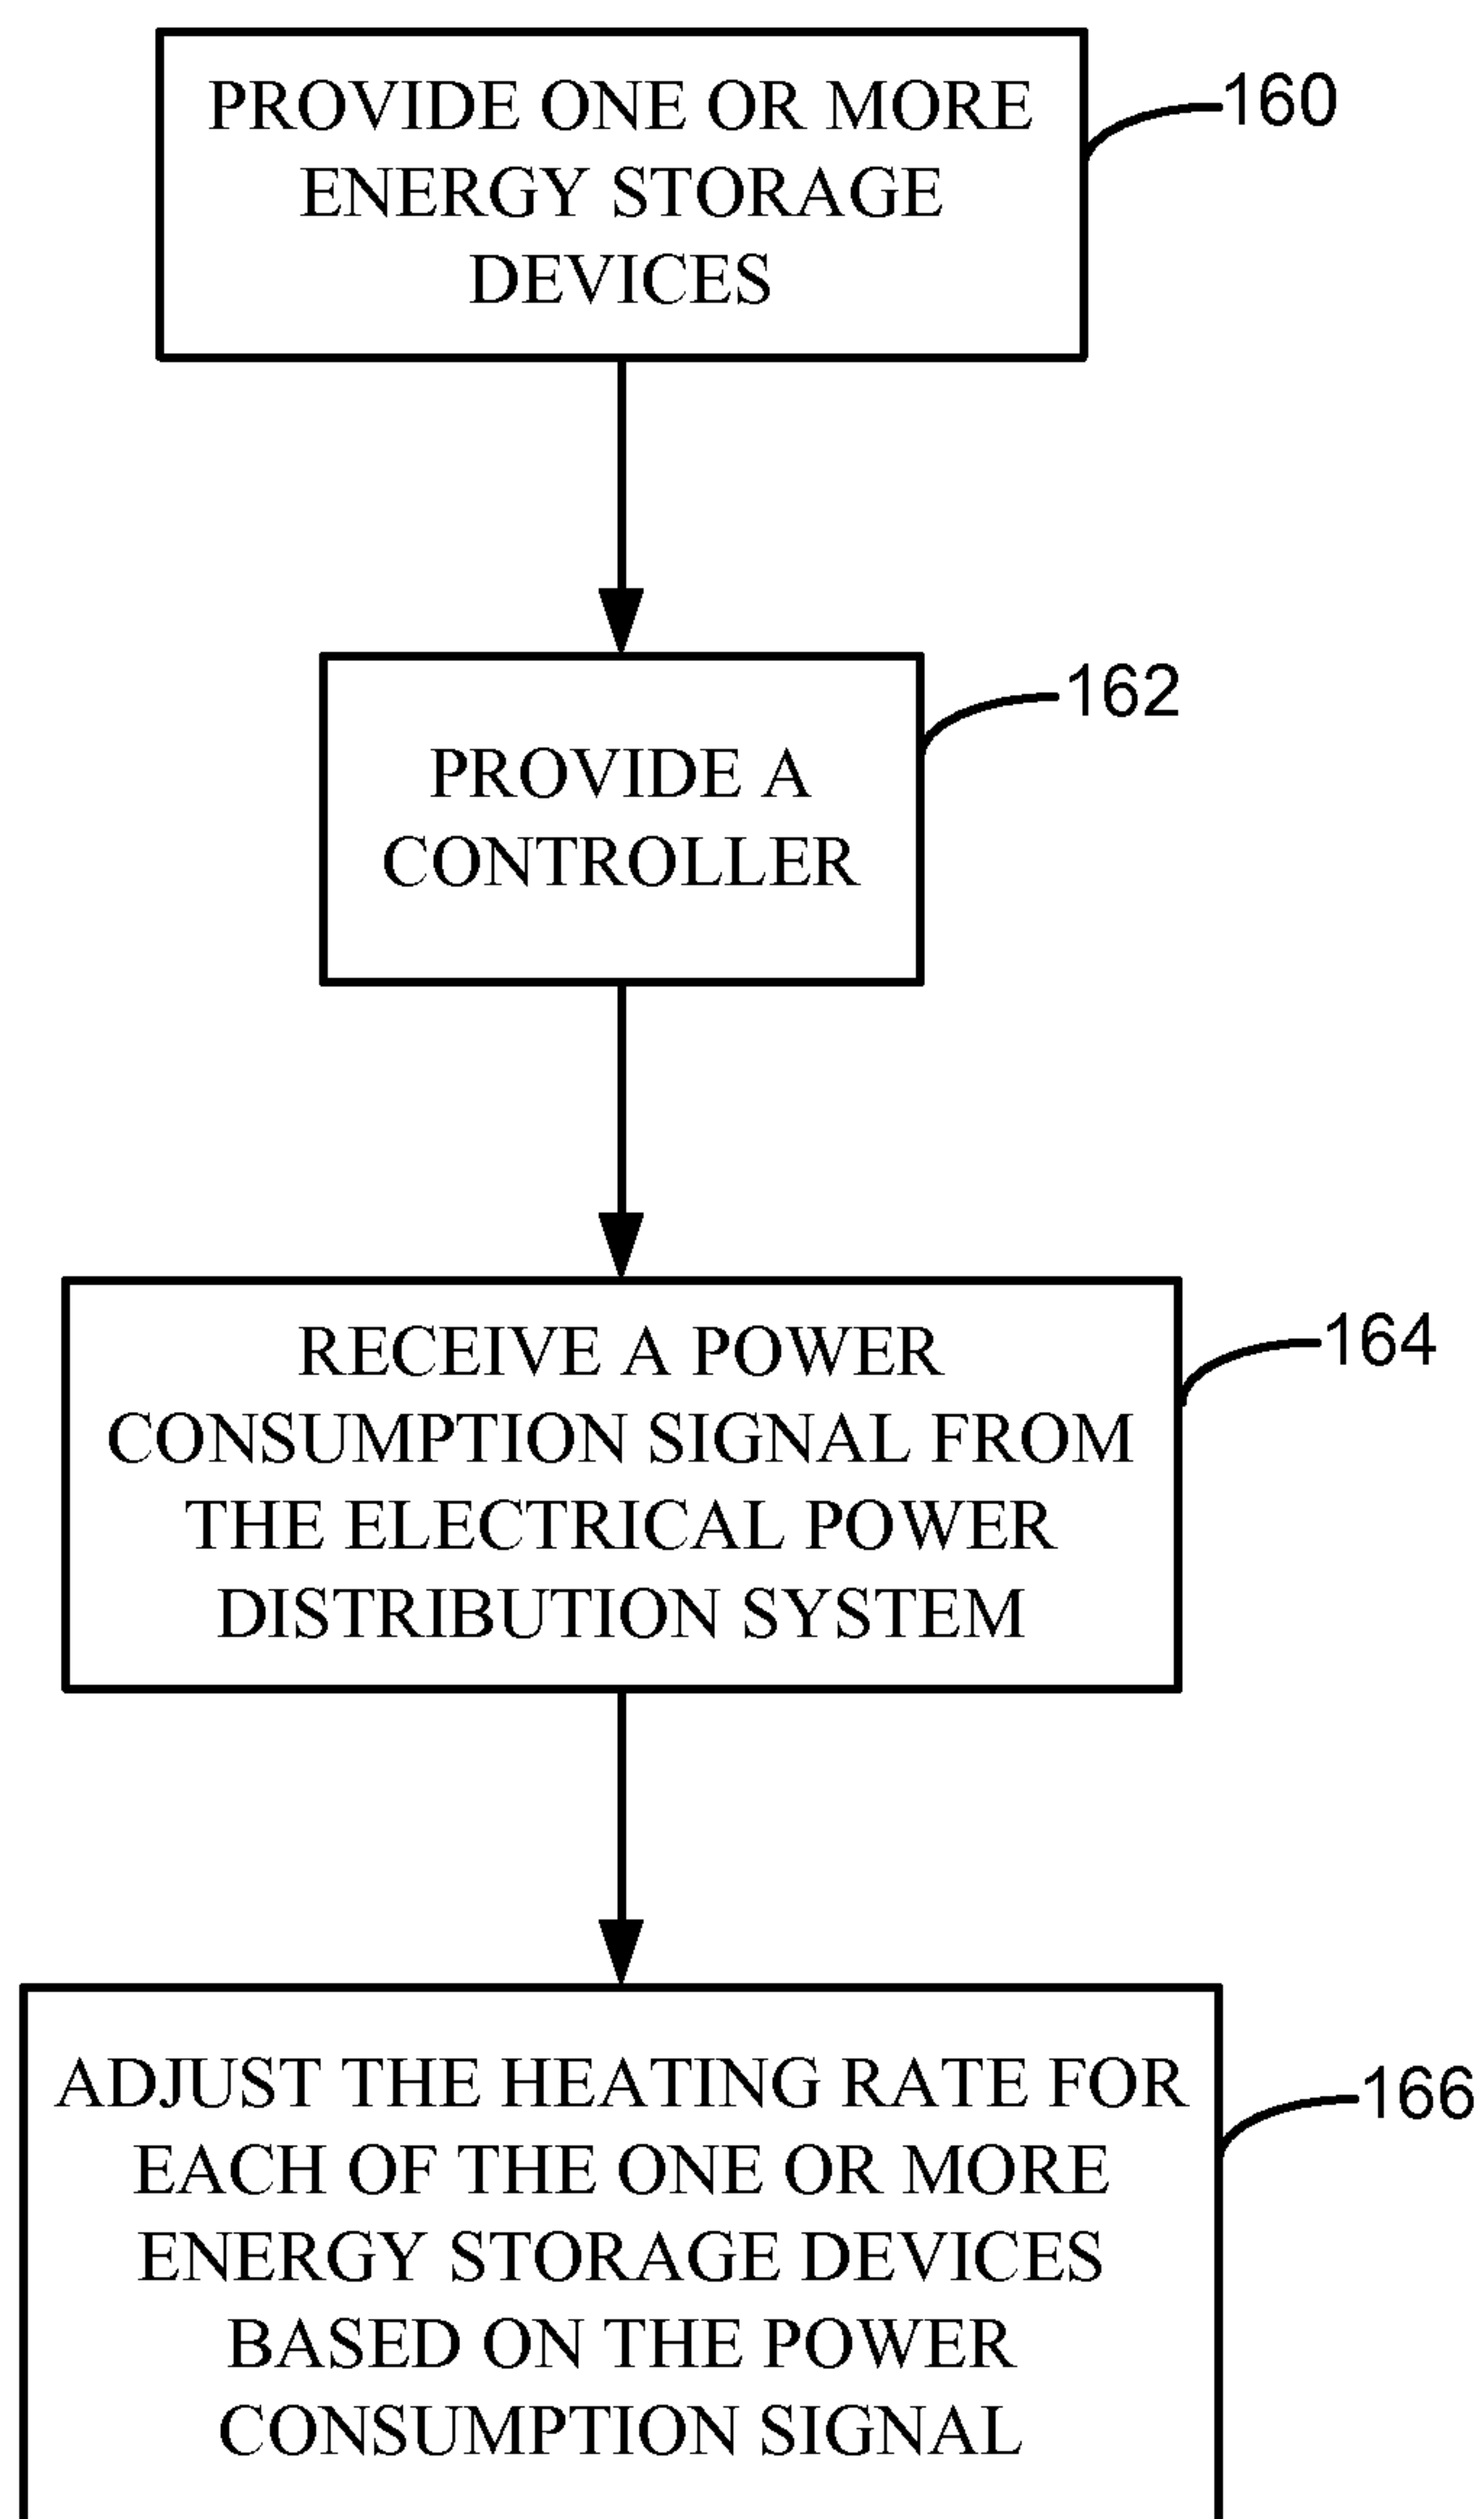 PROVIDE ONE OR MORE
ENERGY STORAGE
DEVICES
160
PROVIDE A
CONTROLLER
162
RECEIVE A POWER
CONSUMPTION SIGNAL FROM
THE ELECTRICAL POWER
DISTRIBUTION SYSTEM
164
ADJUST THE HEATING RATE FOR
EACH OF THE ONE OR MORE
ENERGY STORAGE DEVICES
BASED ON THE POWER
CONSUMPTION SIGNAL
166